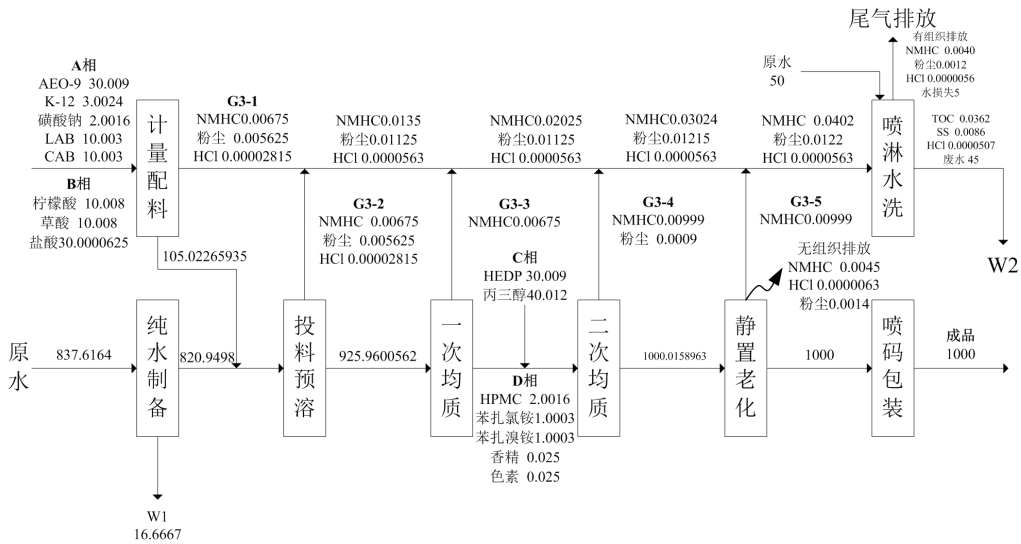 尾气排放
有组织排放
NMHC 0.0040
粉尘0.0012
HCl 0.0000056
水损失5
原水
50
A相
AEO-9 30.009
K-12 3.0024
磺酸钠 2.0016
LAB 10.003
CAB 10.003
B相
柠檬酸 10.008
草酸 10.008
盐酸30.0000625
计量配料
G3-1
NMHC0.00675
粉尘 0.005625
HCl 0.00002815
NMHC0.0135
粉尘0.01125
HCl 0.0000563
NMHC0.02025
粉尘0.01125
HCl 0.0000563
NMHC0.03024
粉尘0.01215
HCl 0.0000563
NMHC 0.0402
粉尘0.0122
HCl 0.0000563
喷淋水洗
TOC 0.0362
SS 0.0086
HCl 0.0000507
废水 45
W2
G3-2
NMHC 0.00675
粉尘 0.005625
HCl 0.00002815
G3-3
NMHC0.00675
G3-4
NMHC0.00999
粉尘 0.0009
G3-5
NMHC0.00999
无组织排放
NMHC 0.0045
HCl 0.0000063
粉尘0.0014
105.02265935
C相
HEDP 30.009
丙三醇40.012
原水
837.6164
纯水制备
820.9498
投料预溶
925.9600562
一次均质
二次均质
1000.0158963
静置老化
1000
喷码包装
成品
1000
D相
HPMC 2.0016
苯扎氯铵1.0003
苯扎溴铵1.0003
香精 0.025
色素 0.025
W1
16.6667